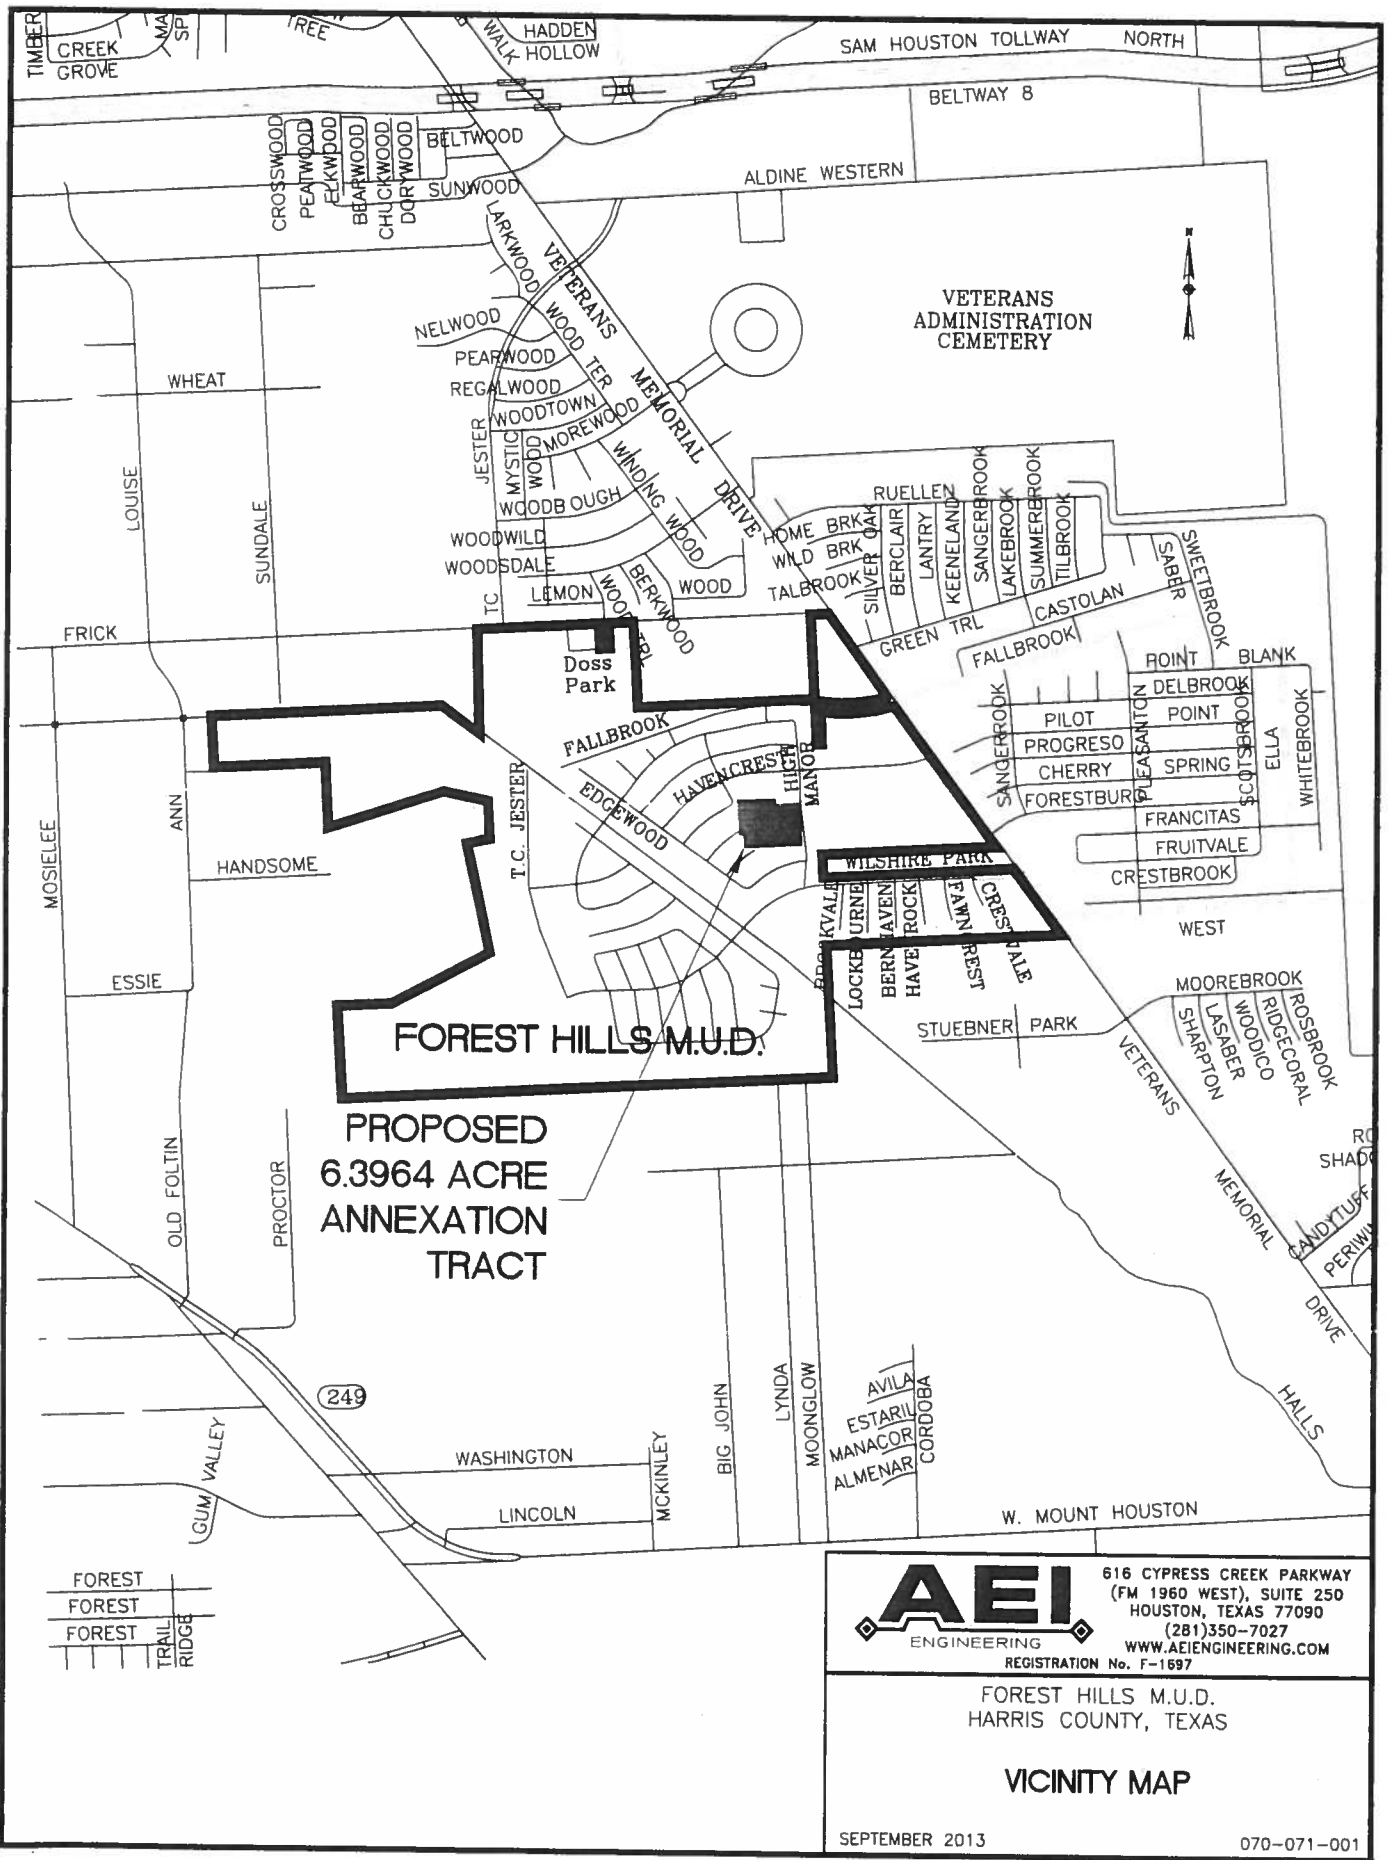 TIMBER
CREEK
GROVE
TREE
WALK
HADDEN
HOLLOW
SAM HOUSTON TOLLWAY NORTH
BELTWAY 8
CROSSWOOD
PEATWOOD
ELKWOOD
BEARWOOD
CHUCKWOOD
DORYWOOD
BELTWOOD
SUNWOOD
ALDINE WESTERN
LARKWOOD
VETERANS MEMORIAL DRIVE
VETERANS
ADMINISTRATION
CEMETERY
NELWOOD
WOOD TER
PEARWOOD
REGALWOOD
WOODTOWN
MOREWOOD
WHEAT
LOUISE
SUNDALE
TC JESTER
MYSTIC
WOOD
WINDING WOOD
WOODBOUGH
WOODWILD
WOODSDALE
LEMON
WOOD TRL
BERKWOOD
WOOD
RUELLEN
HOME BRK
WILD BRK
TALBROOK
SILVER OAK
BERCLAIR
LANTRY
KEENELAND
SANGERBROOK
LAKEBROOK
SUMMERBROOK
TILBROOK
SABER
SWEETBROOK
CASTOLAN
GREEN TRL
FALLBROOK
FRICK
Doss
Park
POINT BLANK
DELBROOK
PILOT POINT
PROGRESO
CHERRY SPRING
FORESTBURG
SANGERROOK
PLEASANTON
SCOTSBROOK
ELLA
WHITEBROOK
FRANCITAS
FRUITVALE
CRESTBROOK
WEST
FALLBROOK
HAVENCREST
HIGH
MANOR
EDGEWOOD
T.C. JESTER
ANN
MOSIELEE
HANDSOME
ESSIE
WILSHIRE PARK
BROOKVALE
LOCKBOURNE
BERNHAVEN
HAVENROCK
FAWNCREST
CRESTVALE
STUEBNER PARK
MOOREBROOK
SHARPTON
LASABER
WOODICO
RIDGECORAL
ROSBROOK
VETERANS MEMORIAL DRIVE
FOREST HILLS M.U.D.
PROPOSED
6.3964 ACRE
ANNEXATION
TRACT
OLD FOLTIN
PROCTOR
CANDYTUFF
HALLS
249
GUM VALLEY
WASHINGTON
LINCOLN
MCKINLEY
BIG JOHN
LYNDA
MOONGLOW
AVILA
ESTARIL
MANACOR
ALMENAR
CORDOBA
W. MOUNT HOUSTON
FOREST
FOREST
FOREST
TRAIL
RIDGE
AEI
ENGINEERING
616 CYPRESS CREEK PARKWAY
(FM 1960 WEST), SUITE 250
HOUSTON, TEXAS 77090
(281)350-7027
WWW.AEIENGINEERING.COM
REGISTRATION No. F-1697
FOREST HILLS M.U.D.
HARRIS COUNTY, TEXAS
VICINITY MAP
SEPTEMBER 2013
070-071-001